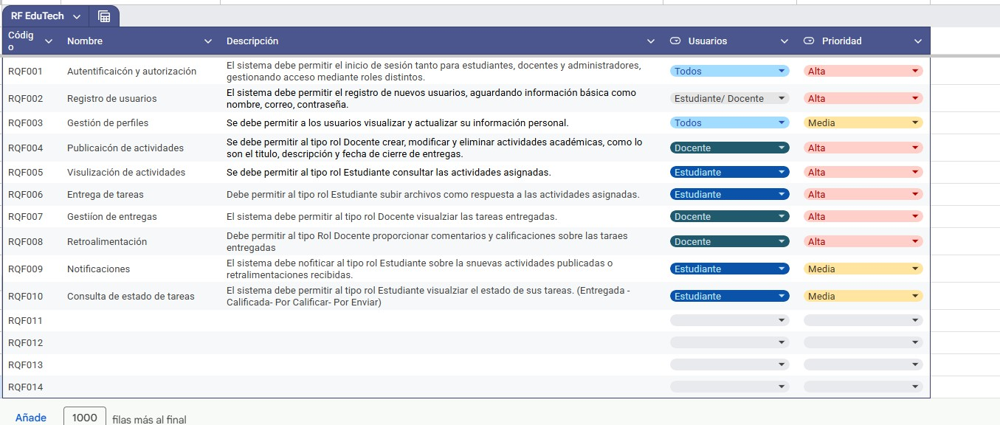 RF EduTech
Códig
o
Nombre
Descripción
Usuarios
Prioridad
RQF001 Autentificaicón y autorización El sistema debe permitir el inicio de sesión tanto para estudiantes, docentes y administradores, Todos Alta
gestionando acceso mediante roles distintos.
RQF002 Registro de usuarios El sistema debe permitir el registro de nuevos usuarios, aguardando información básica como Estudiante/ Docente Alta
nombre, correo, contraseña.
RQF003 Gestión de perfiles Se debe permitir a los usuarios visualizar y actualizar su información personal. Todos Media
RQF004 Publicaicón de actividades Se debe permitir al tipo rol Docente crear, modificar y eliminar actividades académicas, como lo Docente Alta
son el titulo, descripción y fecha de cierre de entregas.
RQF005 Visulización de actividades Se debe permitir al tipo rol Estudiante consultar las actividades asignadas. Estudiante Alta
RQF006 Entrega de tareas Debe permitir al tipo rol Estudiante subir archivos como respuesta a las actividades asignadas. Estudiante Alta
RQF007 Gestiíon de entregas El sistema debe permitir al tipo rol Docente visualziar las tareas entregadas. Docente Alta
RQF008 Retroalimentación Debe permitir al tipo Rol Docente proporcionar comentarios y calificaciones sobre las taraes Docente Alta
entregadas
RQF009 Notificaciones El sistema debe nofiticar al tipo rol Estudiante sobre la snuevas actividades publicadas o Estudiante Media
retralimentaciones recibidas.
RQF010 Consulta de estado de tareas El sistema debe permitir al tipo rol Estudiante visualziar el estado de sus tareas. (Entregada - Estudiante Media
Calificada- Por Calificar- Por Enviar)
RQF011
RQF012
RQF013
RQF014
Añade 1000 filas más al final